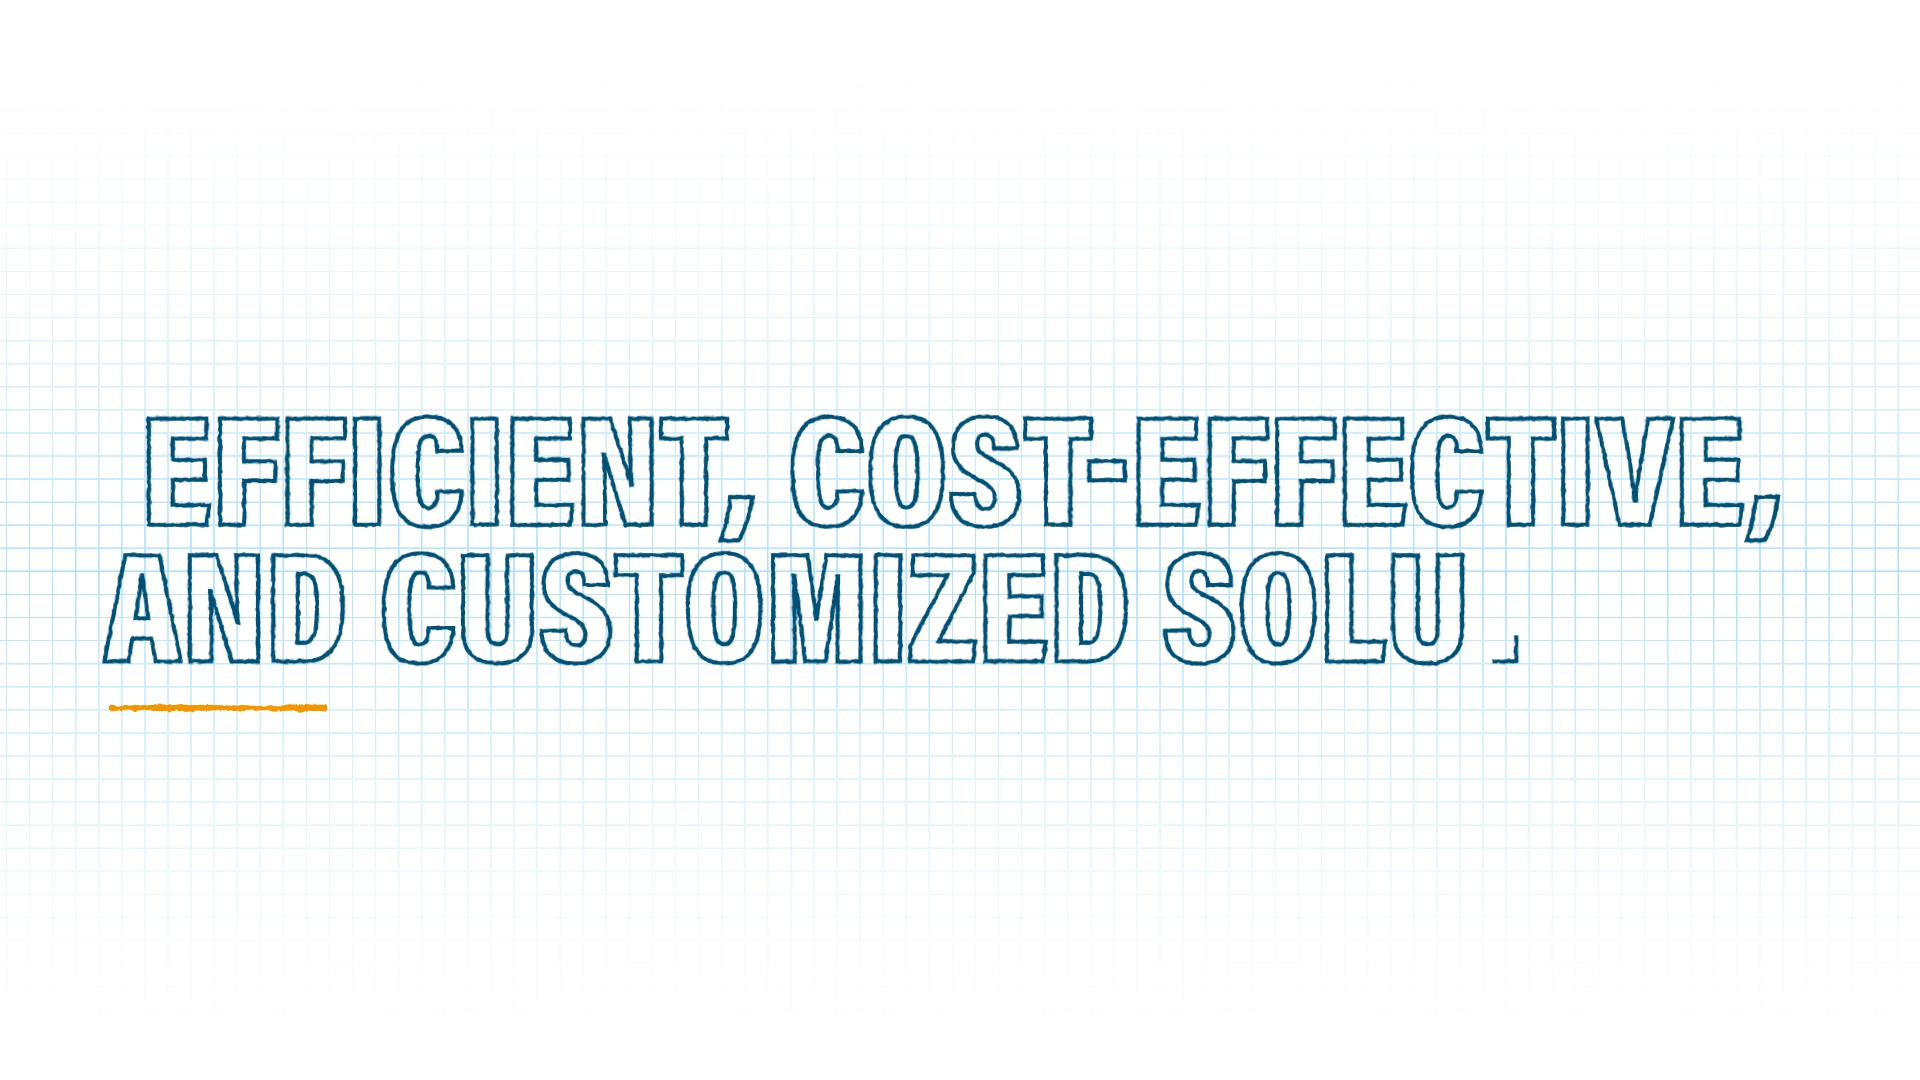 EFFICIENT, COST-EFFECTIVE,
AND CUSTOMIZED SOLU